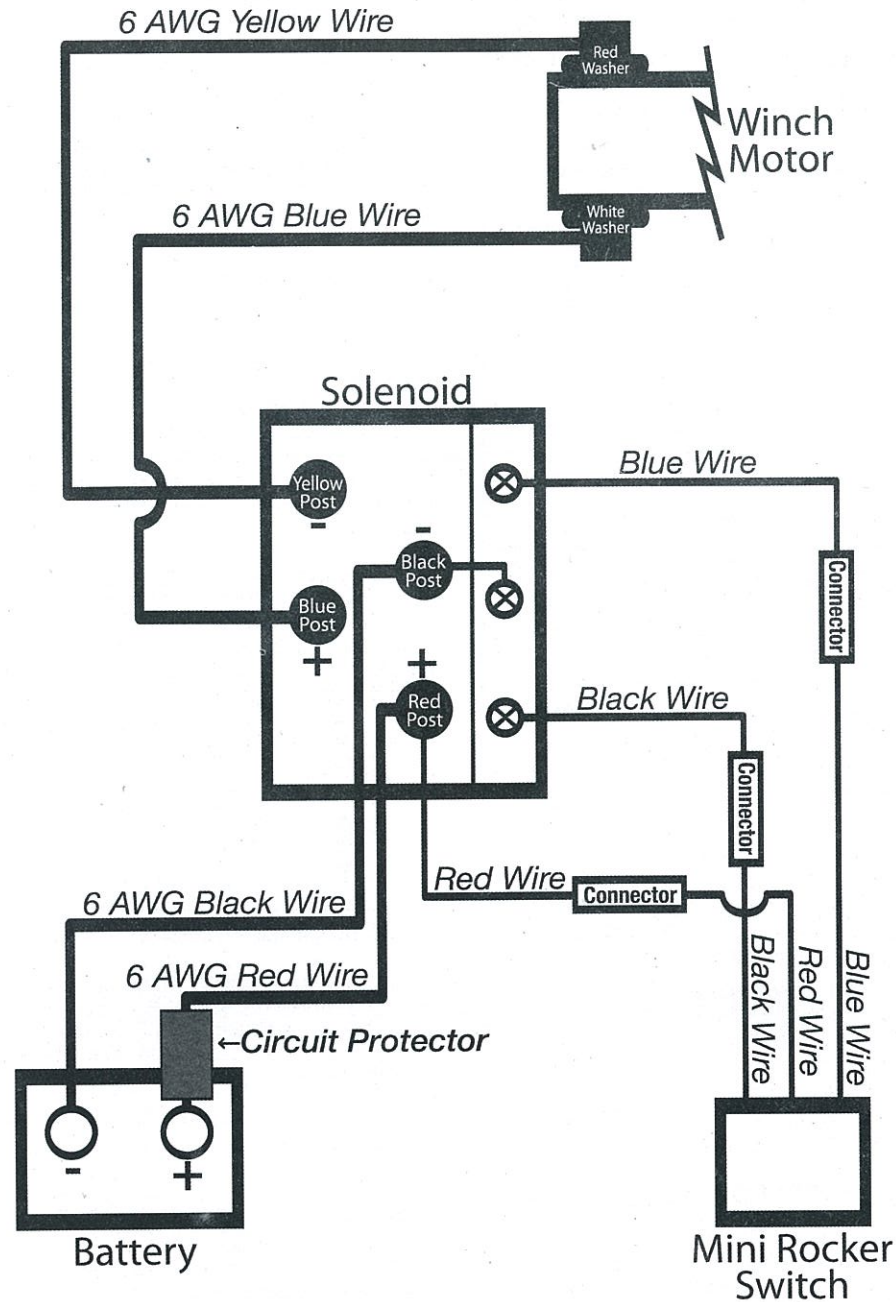 6 AWG Yellow Wire
Red
Washer
Winch
Motor
6 AWG Blue Wire
White
Washer
Solenoid
Yellow
Post
-
Blue Wire
-
Black
Post
Connector
Blue
Post
+
+
Red
Post
Black Wire
Connector
Red Wire
Connector
6 AWG Black Wire
6 AWG Red Wire
Black Wire
Red Wire
Blue Wire
←Circuit Protector
-
+
Battery
Mini Rocker
Switch